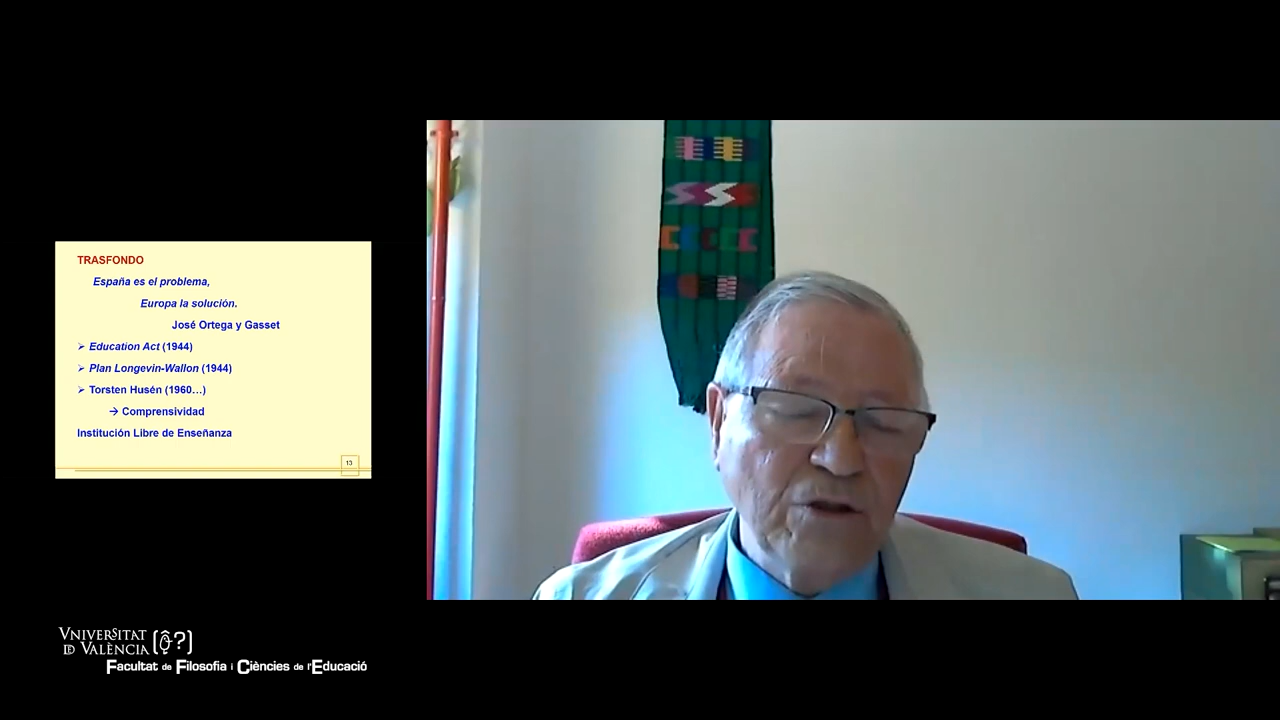 TRASFONDO
España es el problema,
Europa la solución.
José Ortega y Gasset
➢ Education Act (1944)
➢ Plan Longevin-Wallon (1944)
➢ Torsten Husén (1960…)
→ Comprensividad
Institución Libre de Enseñanza
13
VNIVERSITAT
ID VALÈNCIA
Facultat de Filosofia i Ciències de l'Educació